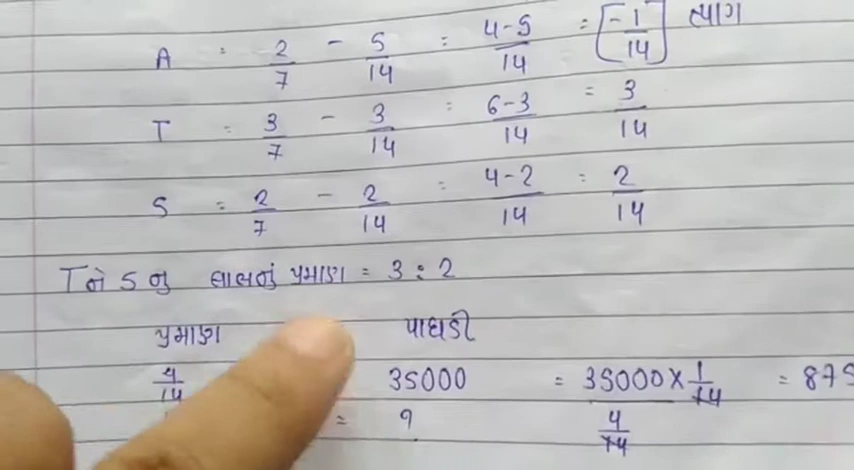 A : 2/7 - 5/14 = 4-5/14 = [-1/14] ત્યાગ
T = 3/7 - 3/14 = 6-3/14 = 3/14
S = 2/7 - 2/14 = 4-2/14 = 2/14
T ને S નુ લાભનું પ્રમાણ = 3 : 2
પ્રમાણ પાઘડી
4/14 35000 = 35000 × 1/14 / 4/14 = 875
= ?